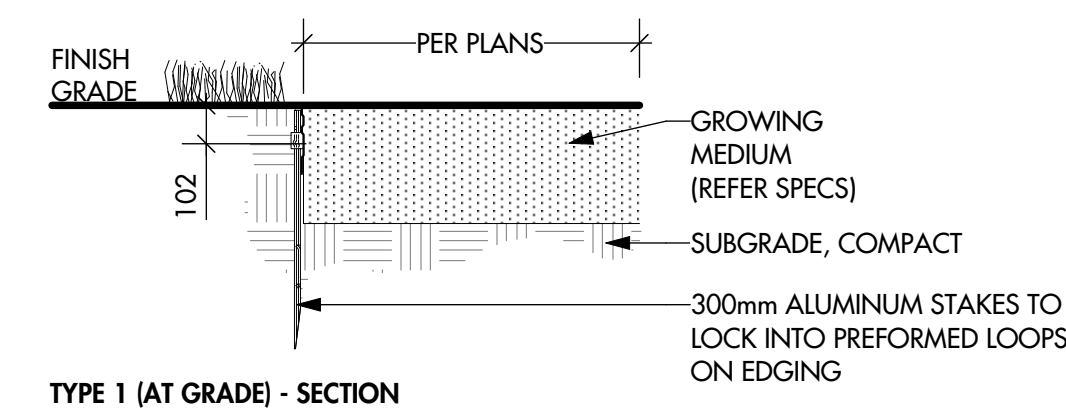 PER PLANS
FINISH
GRADE
GROWING
MEDIUM
(REFER SPECS)
102
SUBGRADE, COMPACT
300mm ALUMINUM STAKES TO
LOCK INTO PREFORMED LOOPS
ON EDGING
TYPE 1 (AT GRADE) - SECTION